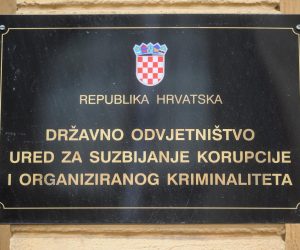 REPUBLIKA HRVATSKA
DRŽAVNO ODVJETNIŠTVO
URED ZA SUZBIJANJE KORUPCIJE
I ORGANIZIRANOG KRIMINALITETA